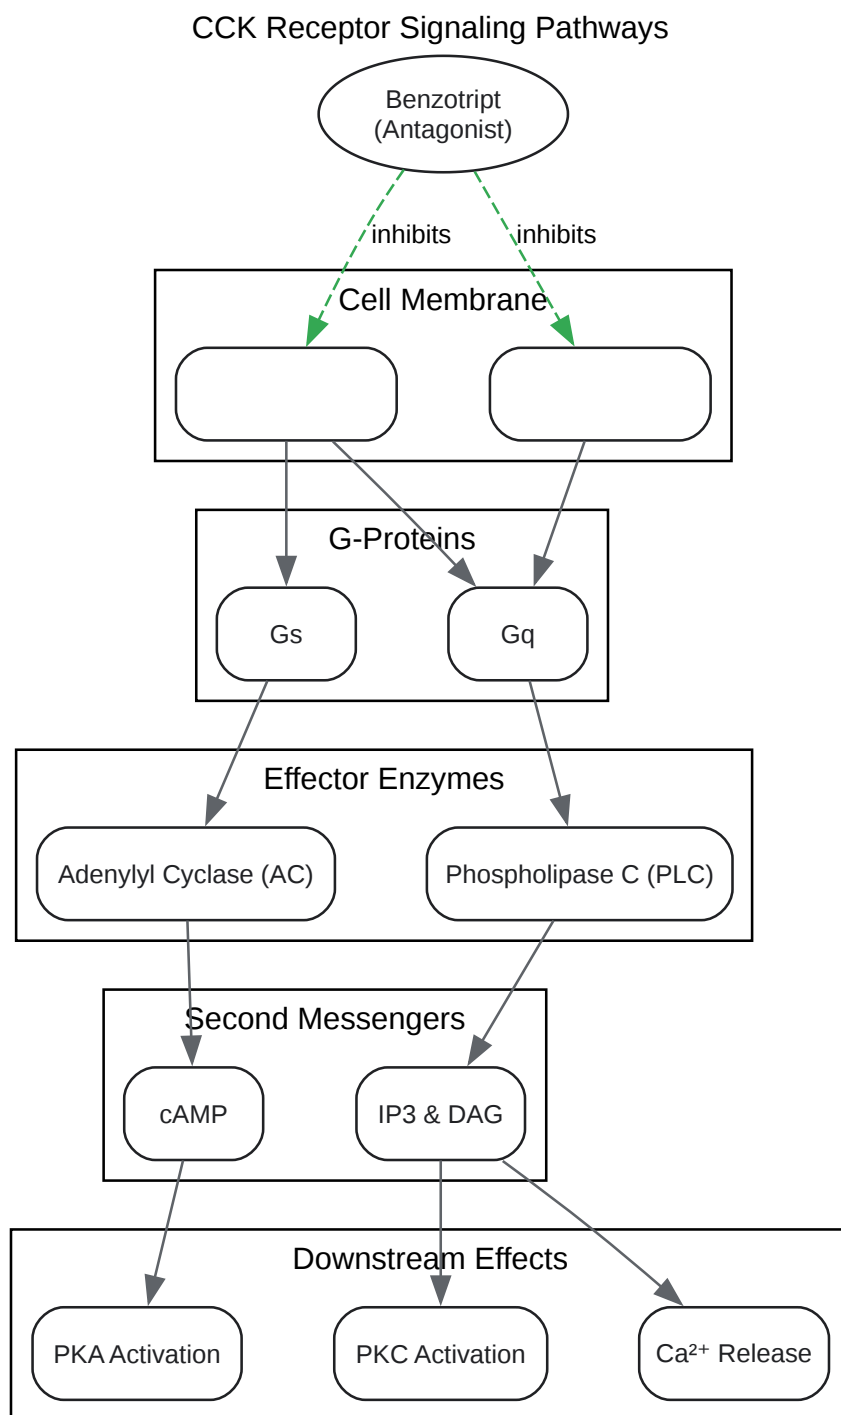 CCK Receptor Signaling Pathways
Benzotript
(Antagonist)
inhibits
inhibits
Cell Membrane
G-Proteins
Gs
Gq
Effector Enzymes
Adenylyl Cyclase (AC)
Phospholipase C (PLC)
Second Messengers
cAMP
IP3 & DAG
Downstream Effects
PKA Activation
PKC Activation
Ca²⁺ Release